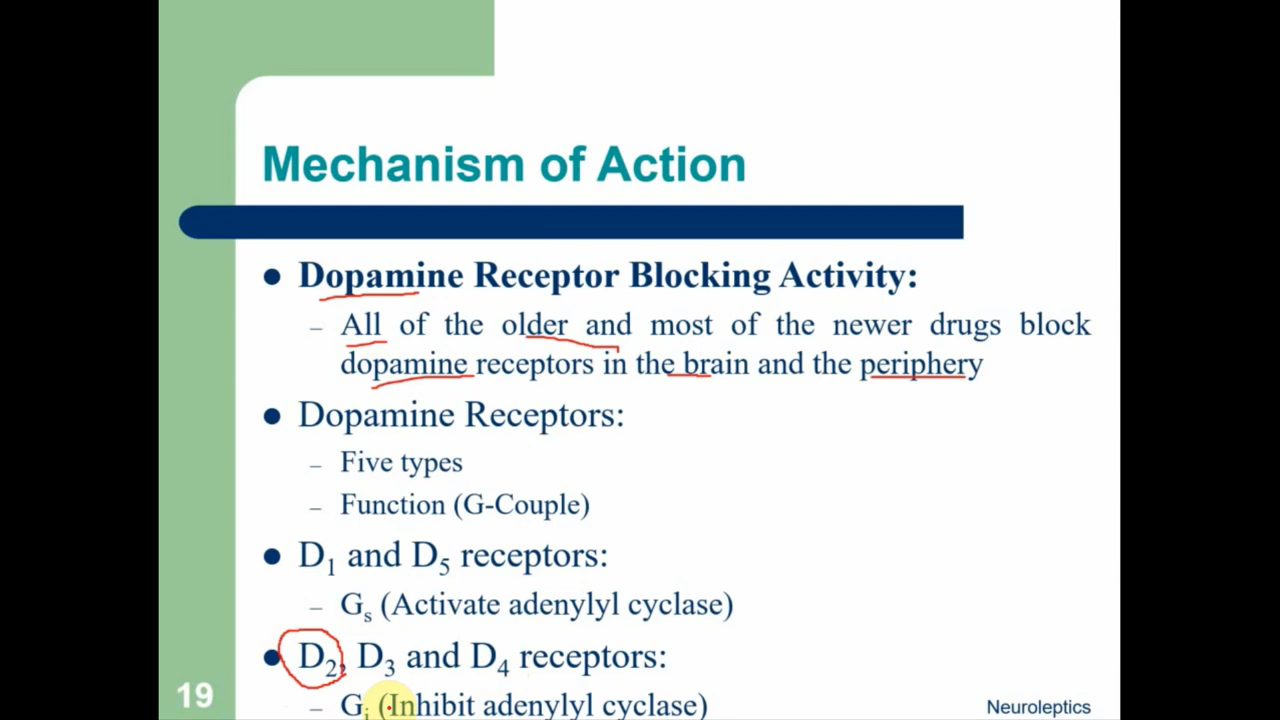 Mechanism of Action
● Dopamine Receptor Blocking Activity:
– All of the older and most of the newer drugs block
dopamine receptors in the brain and the periphery
● Dopamine Receptors:
– Five types
– Function (G-Couple)
● D₁ and D₅ receptors:
– Gₛ (Activate adenylyl cyclase)
● D₂, D₃ and D₄ receptors:
– Gᵢ (Inhibit adenylyl cyclase)
19
Neuroleptics